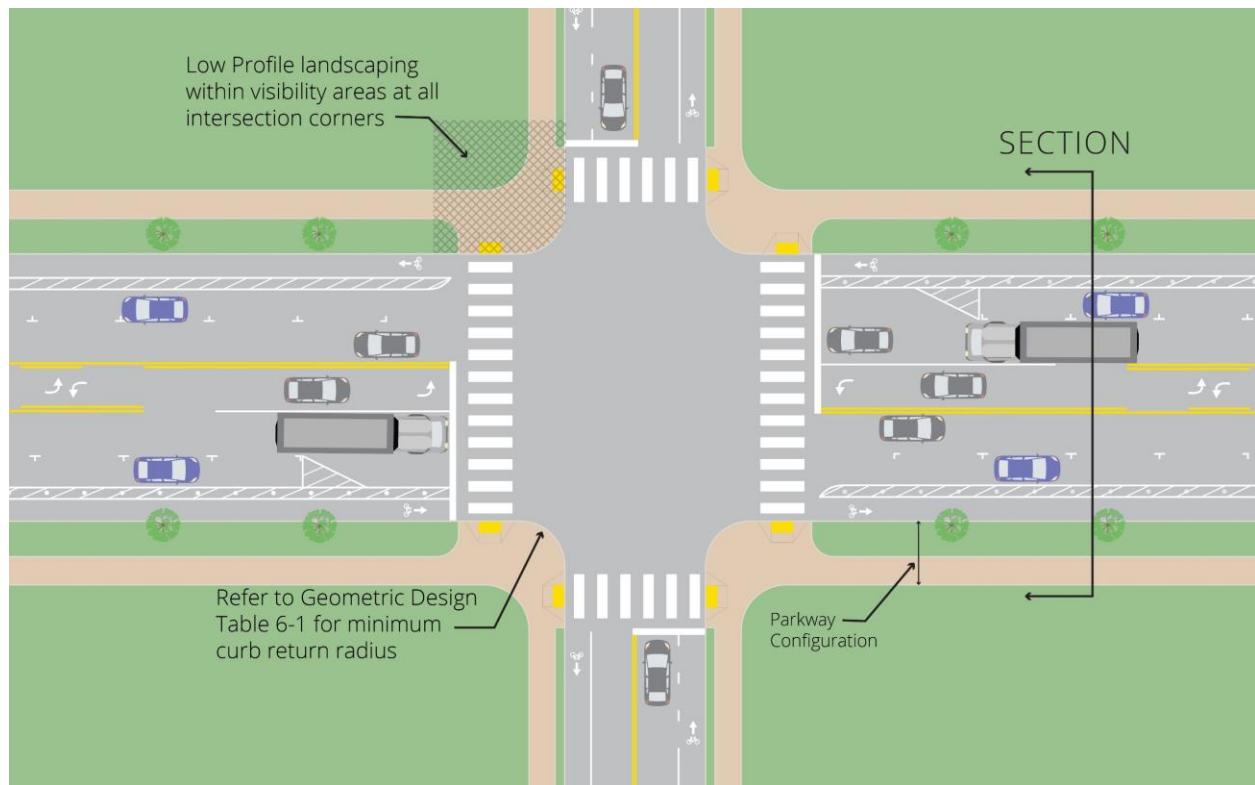 Low Profile landscaping
within visibility areas at all
intersection corners
SECTION
Refer to Geometric Design
Table 6-1 for minimum
curb return radius
Parkway
Configuration